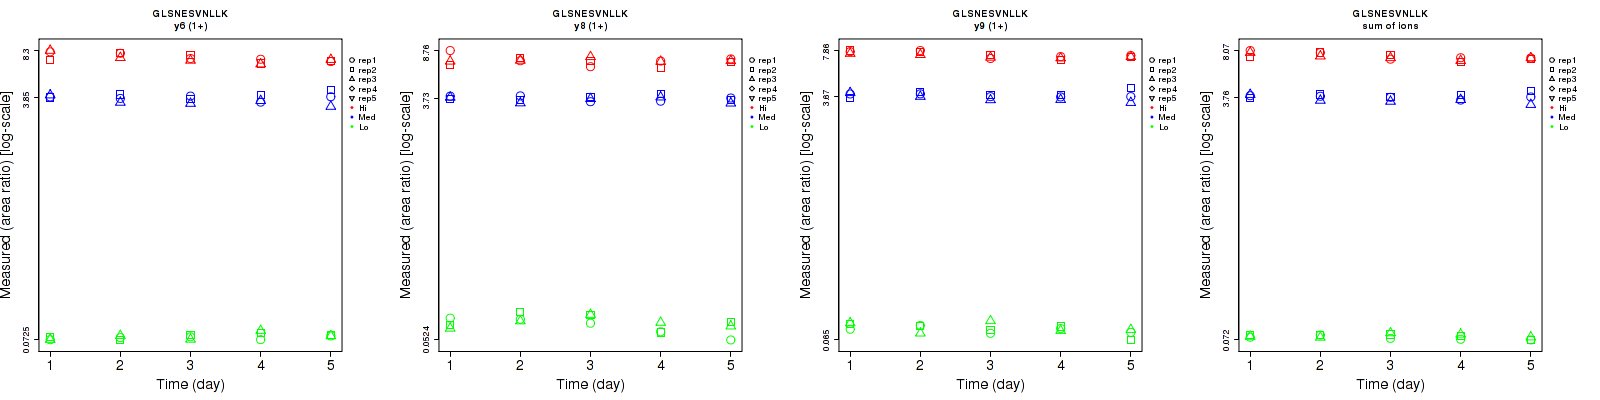 GLSNESVNLLK
y6 (1+)
Measured (area ratio) [log-scale]
8.3
3.85
0.0725
1 2 3 4 5
Time (day)
rep1
rep2
rep3
rep4
rep5
Hi
Med
Lo
GLSNESVNLLK
y8 (1+)
Measured (area ratio) [log-scale]
8.76
3.73
0.0524
1 2 3 4 5
Time (day)
rep1
rep2
rep3
rep4
rep5
Hi
Med
Lo
GLSNESVNLLK
y9 (1+)
Measured (area ratio) [log-scale]
7.86
3.67
0.065
1 2 3 4 5
Time (day)
rep1
rep2
rep3
rep4
rep5
Hi
Med
Lo
GLSNESVNLLK
sum of ions
Measured (area ratio) [log-scale]
8.07
3.76
0.072
1 2 3 4 5
Time (day)
rep1
rep2
rep3
rep4
rep5
Hi
Med
Lo